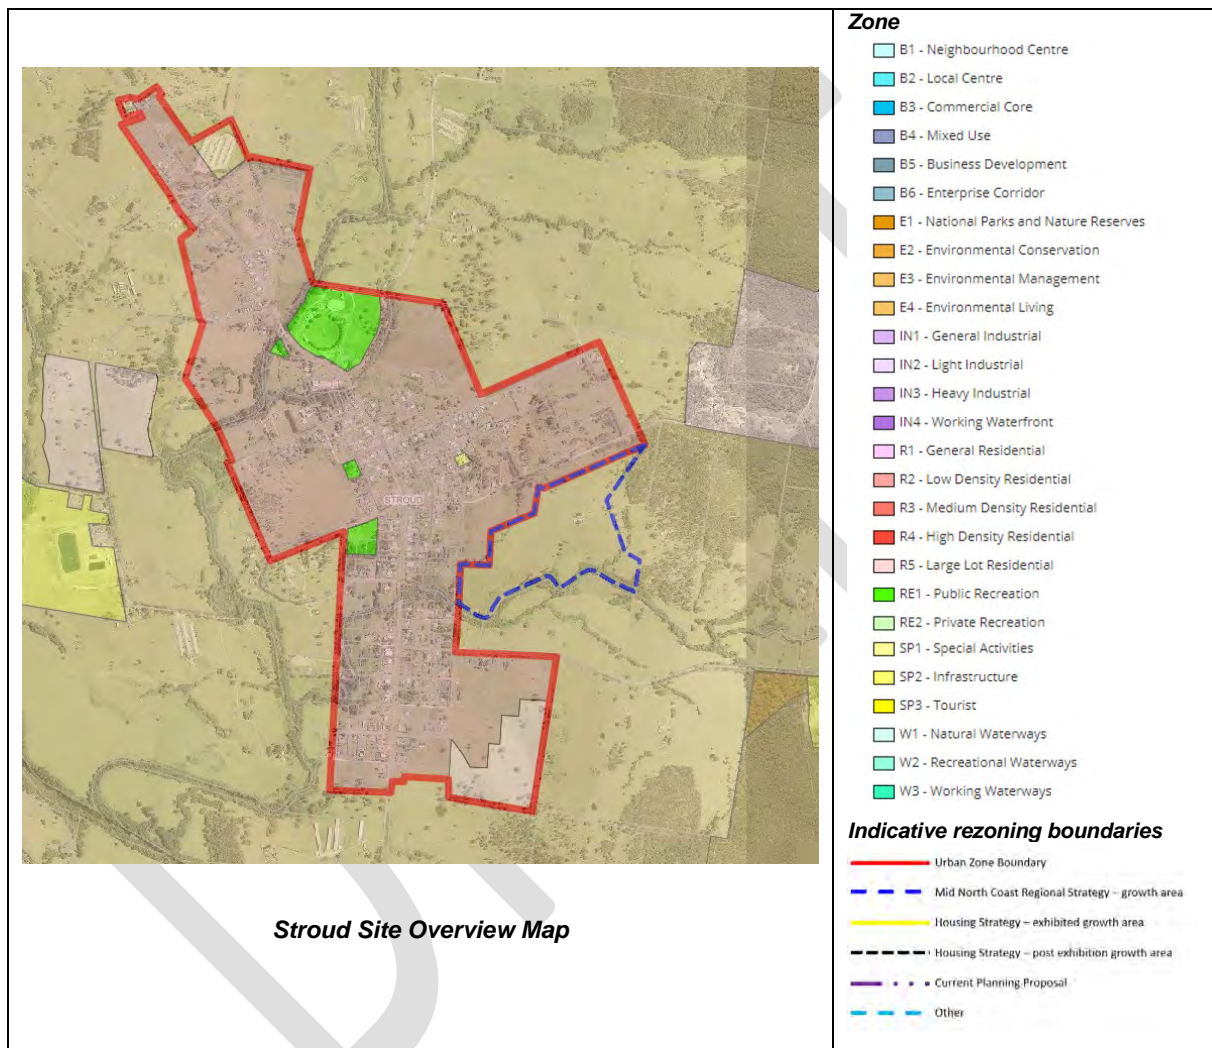 Zone
B1 - Neighbourhood Centre
B2 - Local Centre
B3 - Commercial Core
B4 - Mixed Use
B5 - Business Development
B6 - Enterprise Corridor
E1 - National Parks and Nature Reserves
E2 - Environmental Conservation
E3 - Environmental Management
E4 - Environmental Living
IN1 - General Industrial
IN2 - Light Industrial
IN3 - Heavy Industrial
IN4 - Working Waterfront
R1 - General Residential
R2 - Low Density Residential
R3 - Medium Density Residential
R4 - High Density Residential
R5 - Large Lot Residential
RE1 - Public Recreation
RE2 - Private Recreation
SP1 - Special Activities
SP2 - Infrastructure
SP3 - Tourist
W1 - Natural Waterways
W2 - Recreational Waterways
W3 - Working Waterways
Indicative rezoning boundaries
Urban Zone Boundary
Mid North Coast Regional Strategy – growth area
Housing Strategy – exhibited growth area
Housing Strategy – post exhibition growth area
Current Planning Proposal
Other
STROUD
Stroud Site Overview Map